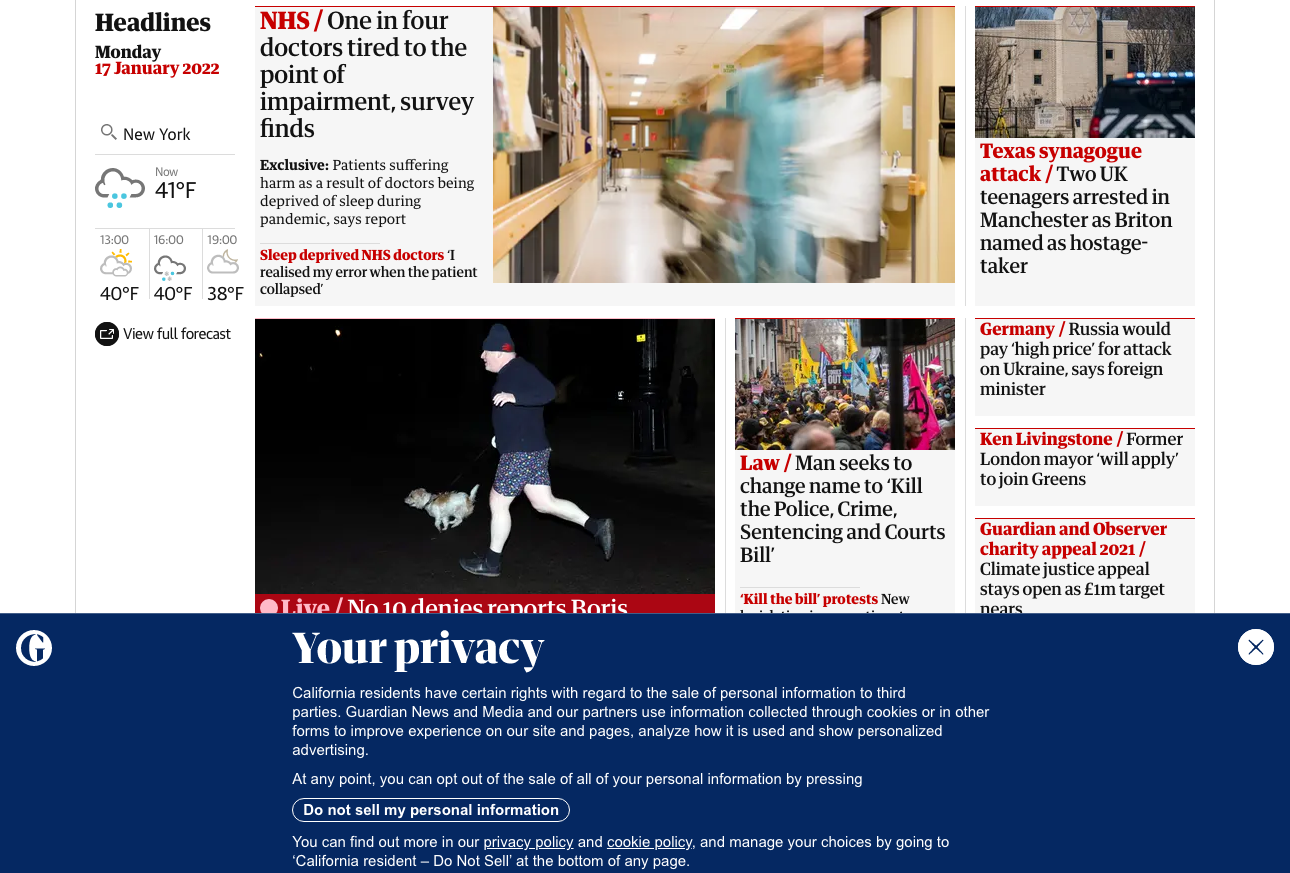 Headlines
Monday
17 January 2022
New York
Now
41°F
13:00
16:00
19:00
40°F
40°F
38°F
View full forecast
NHS / One in four
doctors tired to the
point of
impairment, survey
finds
Exclusive: Patients suffering
harm as a result of doctors being
deprived of sleep during
pandemic, says report
Sleep deprived NHS doctors ‘I
realised my error when the patient
collapsed’
Texas synagogue
attack / Two UK
teenagers arrested in
Manchester as Briton
named as hostage-
taker
Live / No 10 denies reports Boris
Law / Man seeks to
change name to ‘Kill
the Police, Crime,
Sentencing and Courts
Bill’
‘Kill the bill’ protests New
Germany / Russia would
pay ‘high price’ for attack
on Ukraine, says foreign
minister
Ken Livingstone / Former
London mayor ‘will apply’
to join Greens
Guardian and Observer
charity appeal 2021 /
Climate justice appeal
stays open as £1m target
nears
Your privacy
California residents have certain rights with regard to the sale of personal information to third
parties. Guardian News and Media and our partners use information collected through cookies or in other
forms to improve experience on our site and pages, analyze how it is used and show personalized
advertising.
At any point, you can opt out of the sale of all of your personal information by pressing
Do not sell my personal information
You can find out more in our privacy policy and cookie policy, and manage your choices by going to
‘California resident – Do Not Sell’ at the bottom of any page.